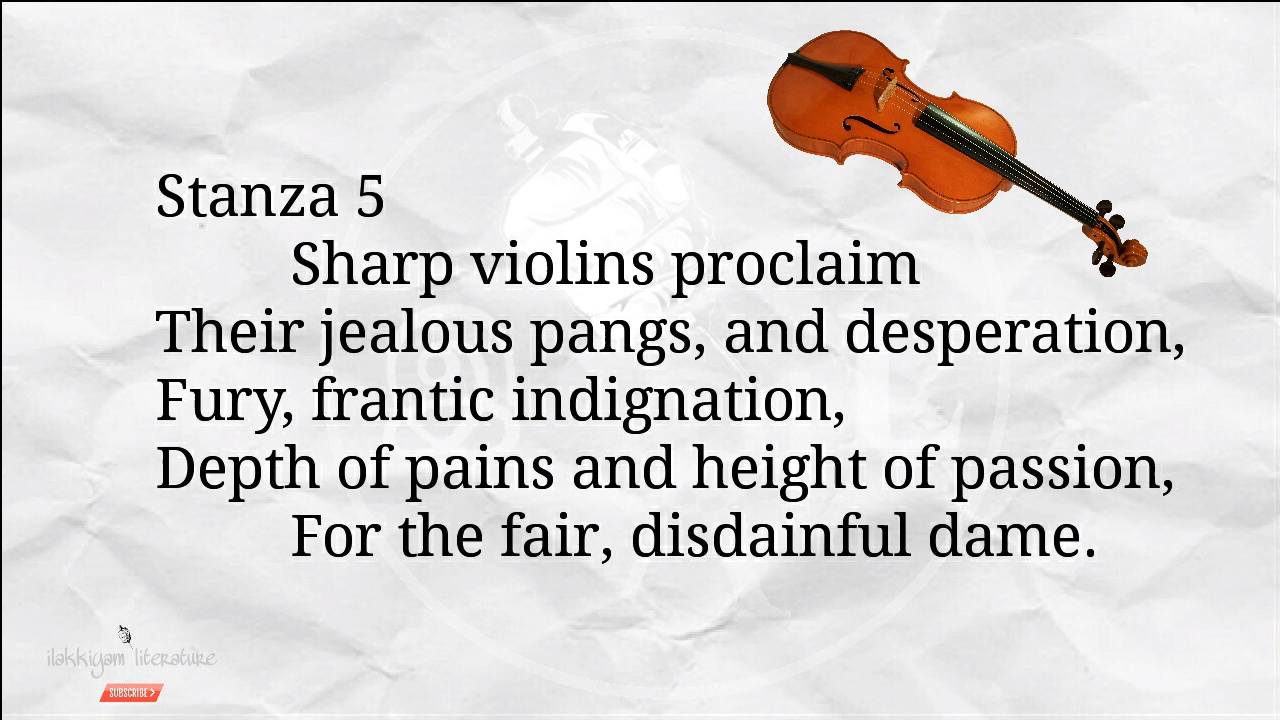 Stanza 5
Sharp violins proclaim
Their jealous pangs, and desperation,
Fury, frantic indignation,
Depth of pains and height of passion,
For the fair, disdainful dame.
ilakkiyam literature
SUBSCRIBE